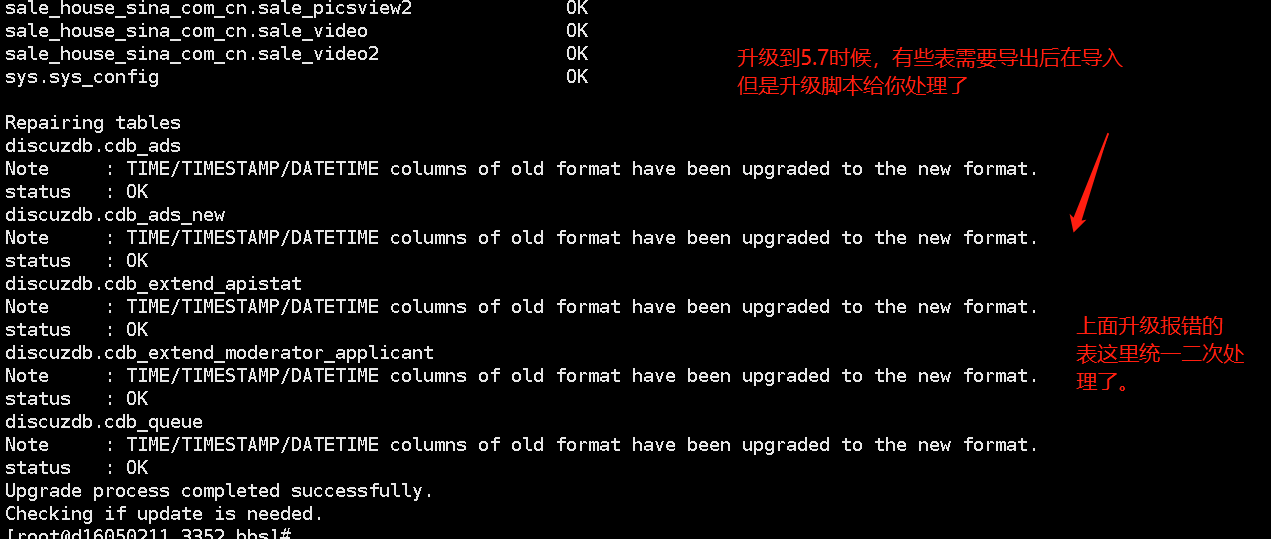 sale_house_sina_com_cn.sale_picsview2 OK
sale_house_sina_com_cn.sale_video OK
sale_house_sina_com_cn.sale_video2 OK
sys.sys_config OK
升级到5.7时候，有些表需要导出后在导入
但是升级脚本给你处理了
Repairing tables
discuzdb.cdb_ads
Note : TIME/TIMESTAMP/DATETIME columns of old format have been upgraded to the new format.
status : OK
discuzdb.cdb_ads_new
Note : TIME/TIMESTAMP/DATETIME columns of old format have been upgraded to the new format.
status : OK
discuzdb.cdb_extend_apistat
Note : TIME/TIMESTAMP/DATETIME columns of old format have been upgraded to the new format.
status : OK
discuzdb.cdb_extend_moderator_applicant
Note : TIME/TIMESTAMP/DATETIME columns of old format have been upgraded to the new format.
status : OK
discuzdb.cdb_queue
Note : TIME/TIMESTAMP/DATETIME columns of old format have been upgraded to the new format.
status : OK
上面升级报错的
表这里统一二次处
理了。
Upgrade process completed successfully.
Checking if update is needed.
[root@d16050211 3352 bbs]#